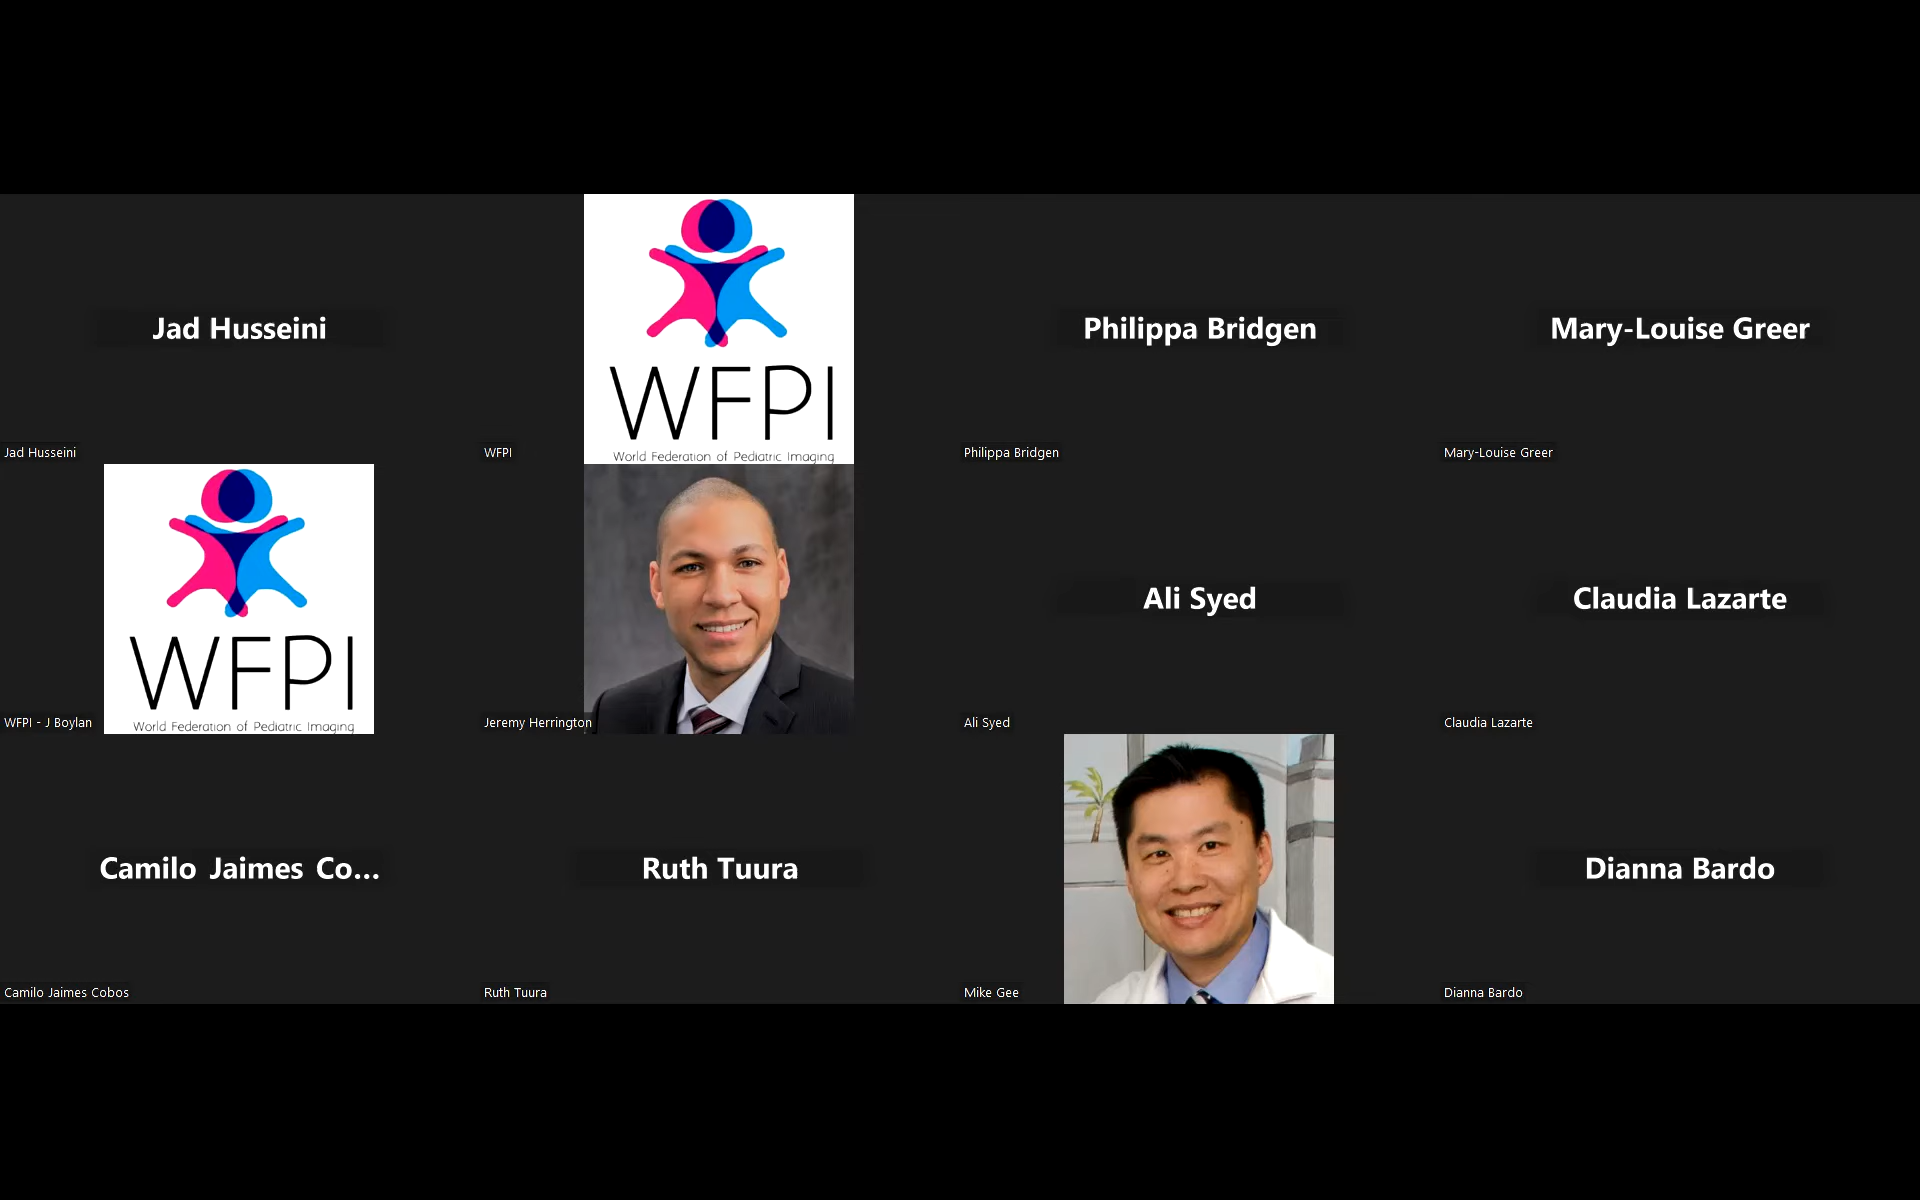 Jad Husseini
Jad Husseini
WFPI
World Federation of Pediatric Imaging
WFPI
Philippa Bridgen
Philippa Bridgen
Mary-Louise Greer
Mary-Louise Greer
WFPI
World Federation of Pediatric Imaging
WFPI - J Boylan
Jeremy Herrington
Ali Syed
Ali Syed
Claudia Lazarte
Claudia Lazarte
Camilo Jaimes Co...
Camilo Jaimes Cobos
Ruth Tuura
Ruth Tuura
Mike Gee
Dianna Bardo
Dianna Bardo